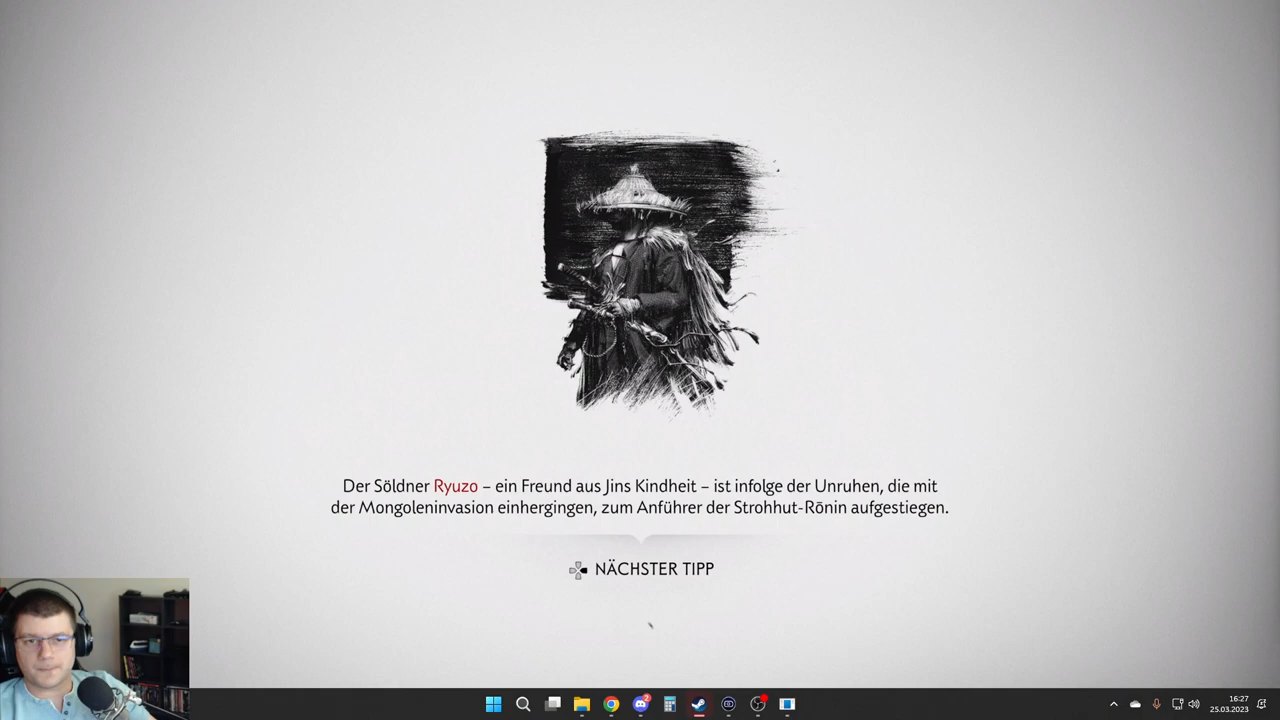 Der Söldner Ryuzo – ein Freund aus Jins Kindheit – ist infolge der Unruhen, die mit
der Mongoleninvasion einhergingen, zum Anführer der Strohhut-Rōnin aufgestiegen.
NÄCHSTER TIPP
2
16:27
25.03.2023